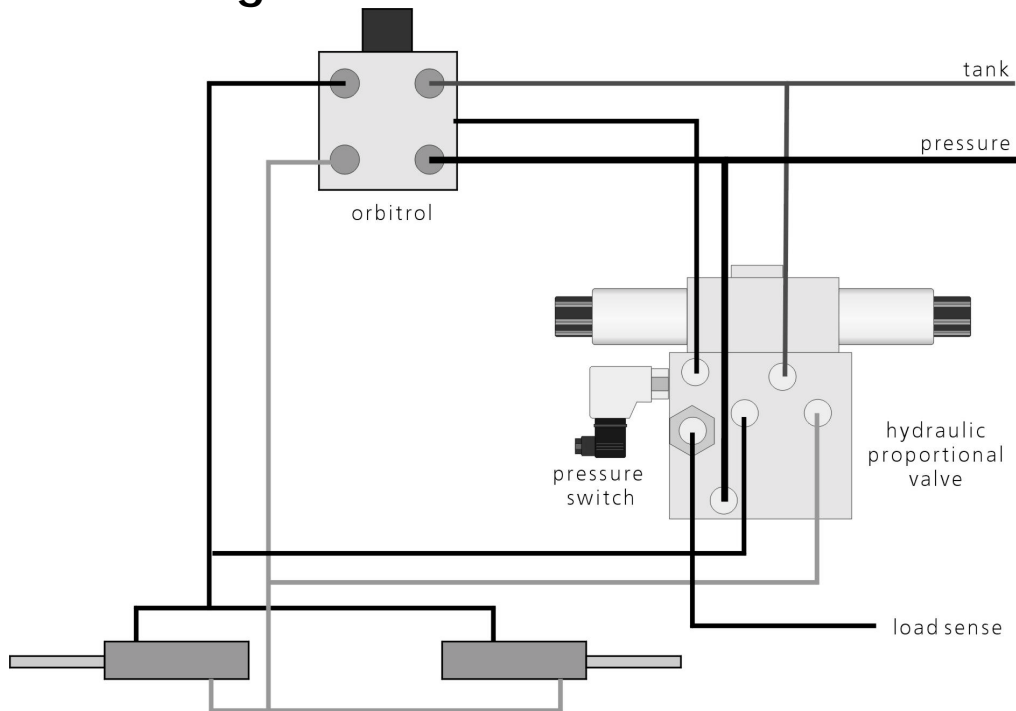 tank
pressure
orbitrol
hydraulic
proportional
valve
pressure
switch
load sense